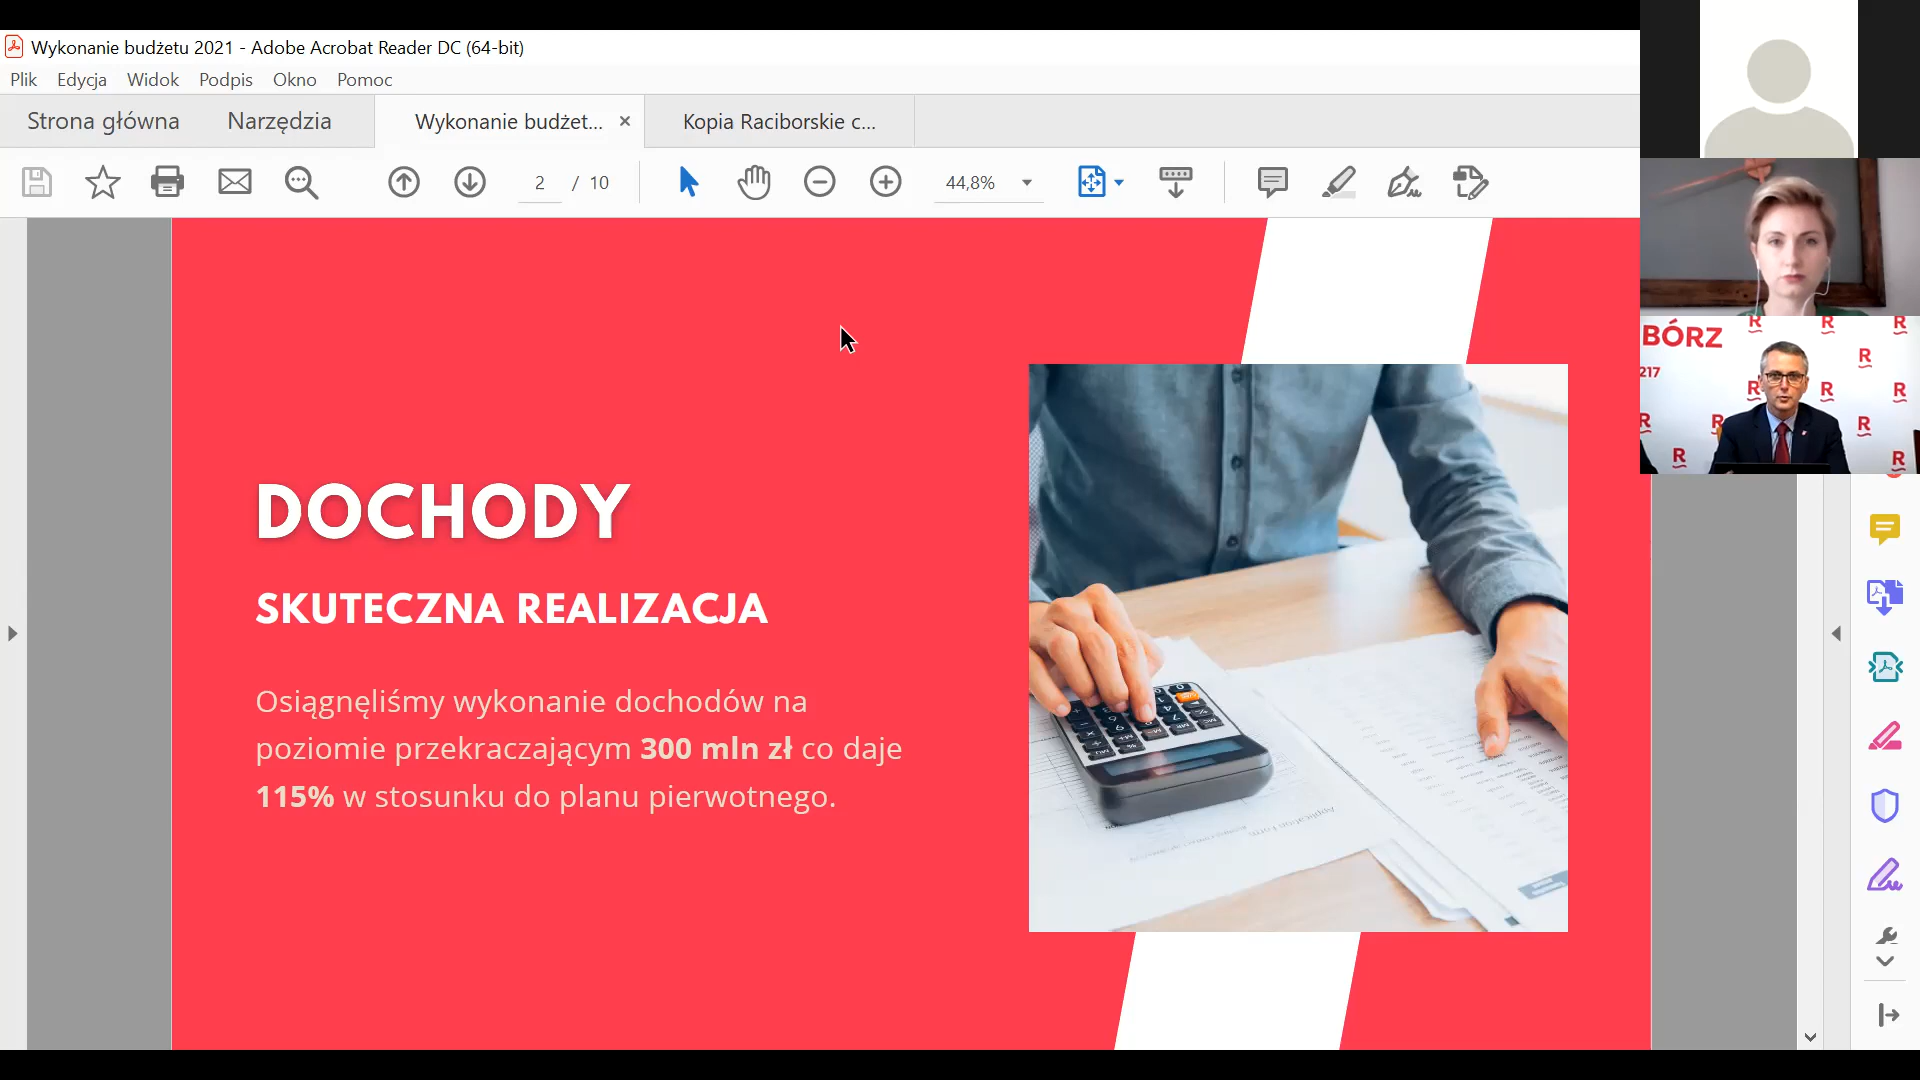 Wykonanie budżetu 2021 - Adobe Acrobat Reader DC (64-bit)
Plik Edycja Widok Podpis Okno Pomoc
Strona główna Narzędzia Wykonanie budżet... × Kopia Raciborskie c...
2 / 10 44,8%
BÓRZ
217
R R R
R
R R R
R R R
R R
DOCHODY
SKUTECZNA REALIZACJA
Osiągnęliśmy wykonanie dochodów na
poziomie przekraczającym 300 mln zł co daje
115% w stosunku do planu pierwotnego.
Application Form